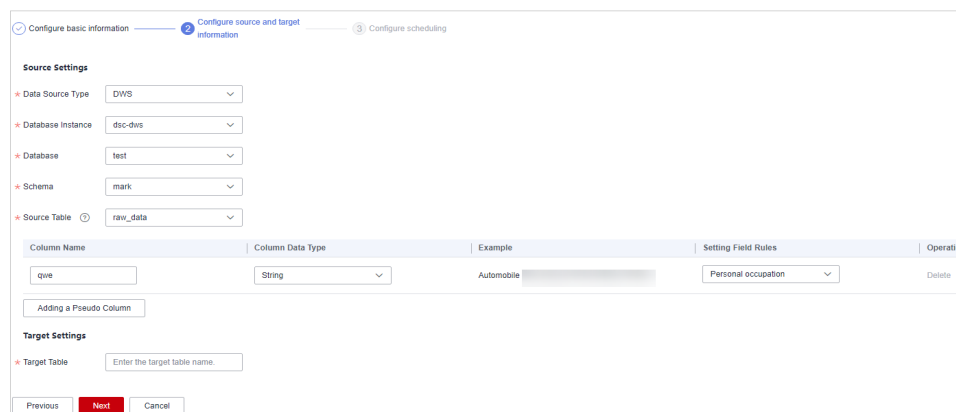 Configure basic information 2 Configure source and target information 3 Configure scheduling
Source Settings
* Data Source Type DWS
* Database Instance dsc-dws
* Database test
* Schema mark
* Source Table ? raw_data
Column Name Column Data Type Example Setting Field Rules Operati
qwe String Automobile Personal occupation Delete
Adding a Pseudo Column
Target Settings
* Target Table Enter the target table name.
Previous Next Cancel